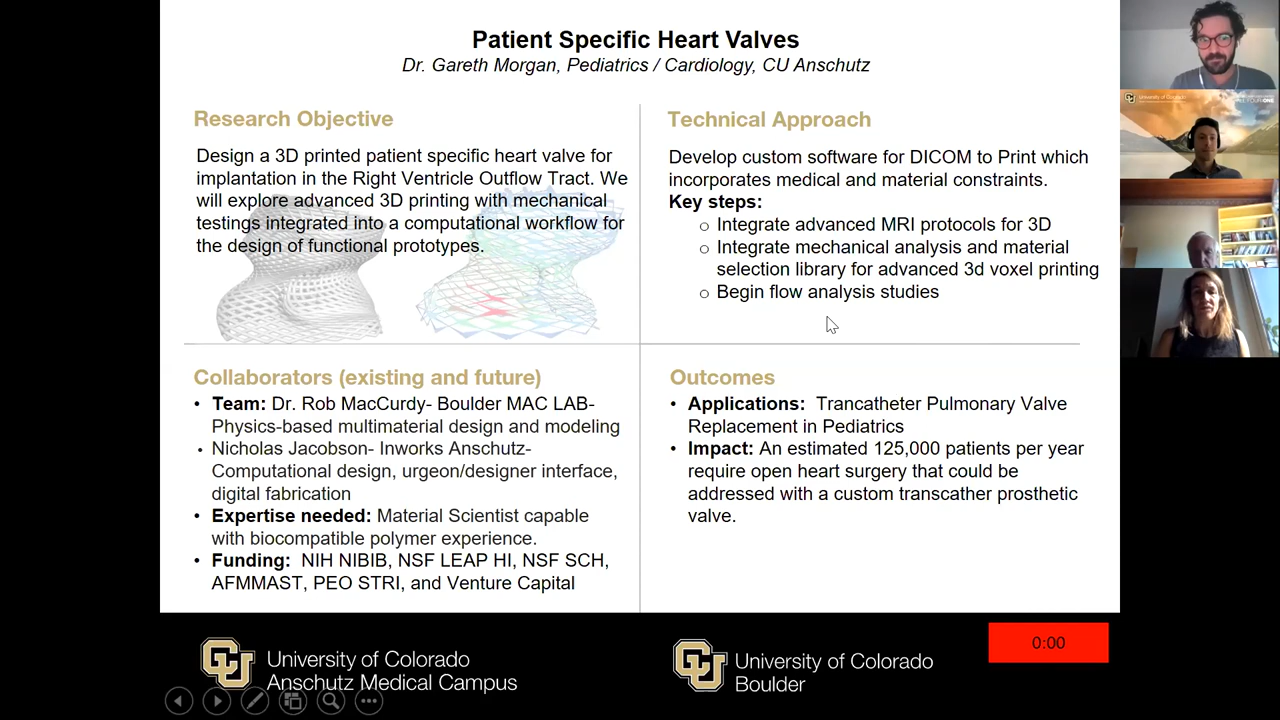 Patient Specific Heart Valves
Dr. Gareth Morgan, Pediatrics / Cardiology, CU Anschutz
Research Objective
Design a 3D printed patient specific heart valve for
implantation in the Right Ventricle Outflow Tract. We
will explore advanced 3D printing with mechanical
testings integrated into a computational workflow for
the design of functional prototypes.
Technical Approach
Develop custom software for DICOM to Print which
incorporates medical and material constraints.
Key steps:
o Integrate advanced MRI protocols for 3D
o Integrate mechanical analysis and material
selection library for advanced 3d voxel printing
o Begin flow analysis studies
Collaborators (existing and future)
• Team: Dr. Rob MacCurdy- Boulder MAC LAB-
Physics-based multimaterial design and modeling
• Nicholas Jacobson- Inworks Anschutz-
Computational design, urgeon/designer interface,
digital fabrication
• Expertise needed: Material Scientist capable
with biocompatible polymer experience.
• Funding: NIH NIBIB, NSF LEAP HI, NSF SCH,
AFMMAST, PEO STRI, and Venture Capital
Outcomes
• Applications: Trancatheter Pulmonary Valve
Replacement in Pediatrics
• Impact: An estimated 125,000 patients per year
require open heart surgery that could be
addressed with a custom transcather prosthetic
valve.
CU
University of Colorado
Anschutz Medical Campus
CU
University of Colorado
Boulder
0:00
University of Colorado